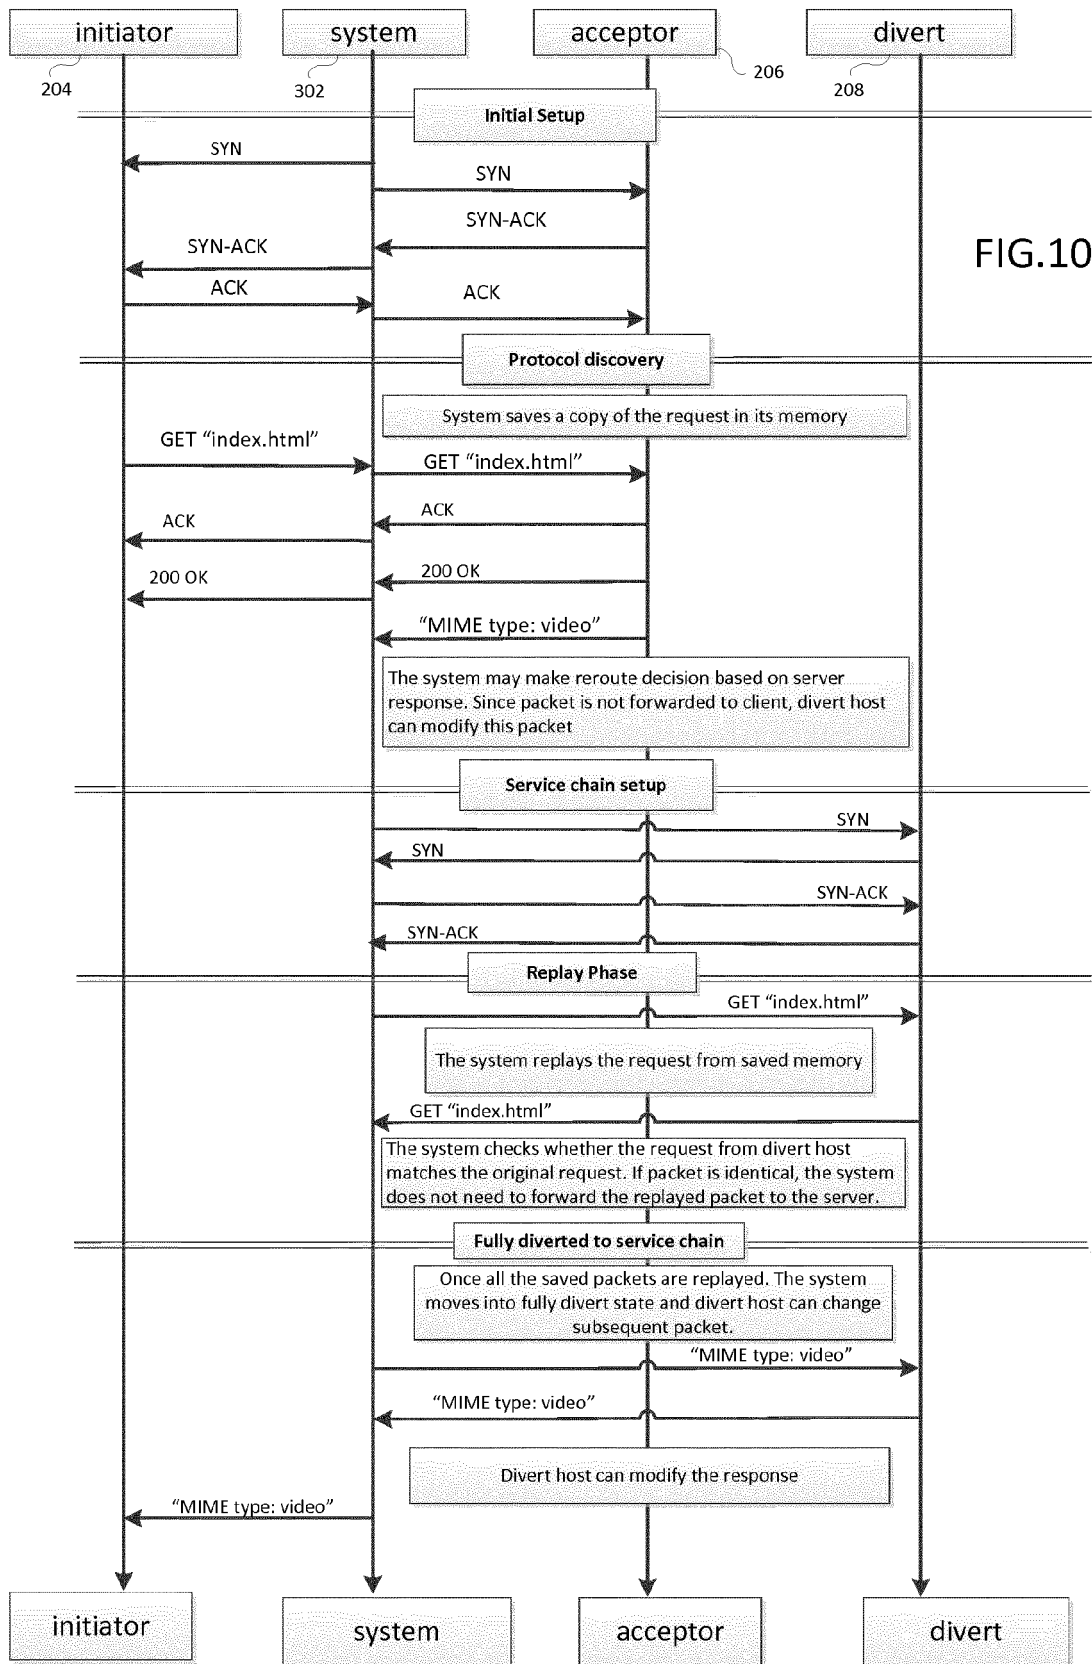 initiator
system
acceptor
divert
204
302
206
208
Initial Setup
SYN
SYN
SYN-ACK
SYN-ACK
FIG.10
ACK
ACK
Protocol discovery
System saves a copy of the request in its memory
GET “index.html”
GET “index.html”
ACK
ACK
200 OK
200 OK
“MIME type: video”
The system may make reroute decision based on server
response. Since packet is not forwarded to client, divert host
can modify this packet
Service chain setup
SYN
SYN
SYN-ACK
SYN-ACK
Replay Phase
GET “index.html”
The system replays the request from saved memory
GET “index.html”
The system checks whether the request from divert host
matches the original request. If packet is identical, the system
does not need to forward the replayed packet to the server.
Fully diverted to service chain
Once all the saved packets are replayed. The system
moves into fully divert state and divert host can change
subsequent packet.
“MIME type: video”
“MIME type: video”
Divert host can modify the response
“MIME type: video”
initiator
system
acceptor
divert